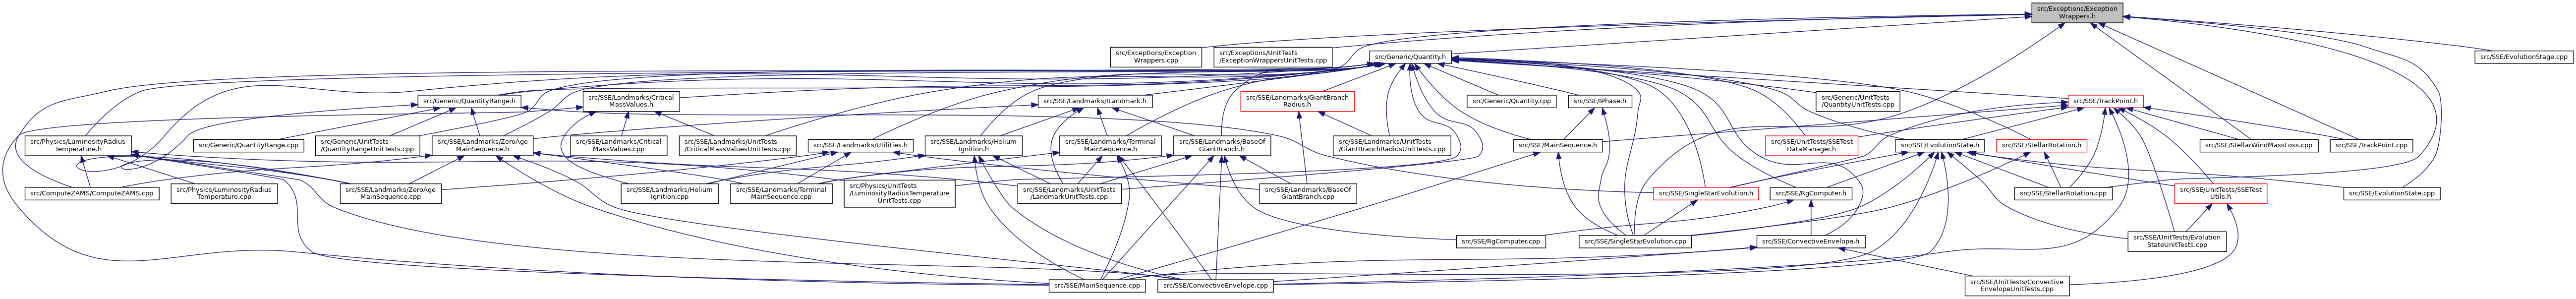 src/Exceptions/Exception
Wrappers.h
src/Exceptions/Exception
Wrappers.cpp
src/Exceptions/UnitTests
/ExceptionWrappersUnitTests.cpp
src/Generic/Quantity.h
src/SSE/EvolutionStage.cpp
src/Generic/QuantityRange.h
src/SSE/Landmarks/Critical
MassValues.h
src/SSE/Landmarks/ILandmark.h
src/SSE/Landmarks/GiantBranch
Radius.h
src/Generic/Quantity.cpp
src/SSE/IPhase.h
src/Generic/UnitTests
/QuantityUnitTests.cpp
src/SSE/TrackPoint.h
src/Physics/LuminosityRadius
Temperature.h
src/Generic/QuantityRange.cpp
src/Generic/UnitTests
/QuantityRangeUnitTests.cpp
src/SSE/Landmarks/ZeroAge
MainSequence.h
src/SSE/Landmarks/Critical
MassValues.cpp
src/SSE/Landmarks/UnitTests
/CriticalMassValuesUnitTests.cpp
src/SSE/Landmarks/Utilities.h
src/SSE/Landmarks/Helium
Ignition.h
src/SSE/Landmarks/Terminal
MainSequence.h
src/SSE/Landmarks/BaseOf
GiantBranch.h
src/SSE/Landmarks/UnitTests
/GiantBranchRadiusUnitTests.cpp
src/SSE/MainSequence.h
src/SSE/UnitTests/SSETest
DataManager.h
src/SSE/EvolutionState.h
src/SSE/StellarRotation.h
src/SSE/StellarWindMassLoss.cpp
src/SSE/TrackPoint.cpp
src/ComputeZAMS/ComputeZAMS.cpp
src/Physics/LuminosityRadius
Temperature.cpp
src/SSE/Landmarks/ZeroAge
MainSequence.cpp
src/SSE/Landmarks/Helium
Ignition.cpp
src/SSE/Landmarks/Terminal
MainSequence.cpp
src/Physics/UnitTests
/LuminosityRadiusTemperature
UnitTests.cpp
src/SSE/Landmarks/UnitTests
/LandmarkUnitTests.cpp
src/SSE/Landmarks/BaseOf
GiantBranch.cpp
src/SSE/SingleStarEvolution.h
src/SSE/RgComputer.h
src/SSE/StellarRotation.cpp
src/SSE/UnitTests/SSETest
Utils.h
src/SSE/EvolutionState.cpp
src/SSE/RgComputer.cpp
src/SSE/SingleStarEvolution.cpp
src/SSE/ConvectiveEnvelope.h
src/SSE/UnitTests/Evolution
StateUnitTests.cpp
src/SSE/MainSequence.cpp
src/SSE/ConvectiveEnvelope.cpp
src/SSE/UnitTests/Convective
EnvelopeUnitTests.cpp